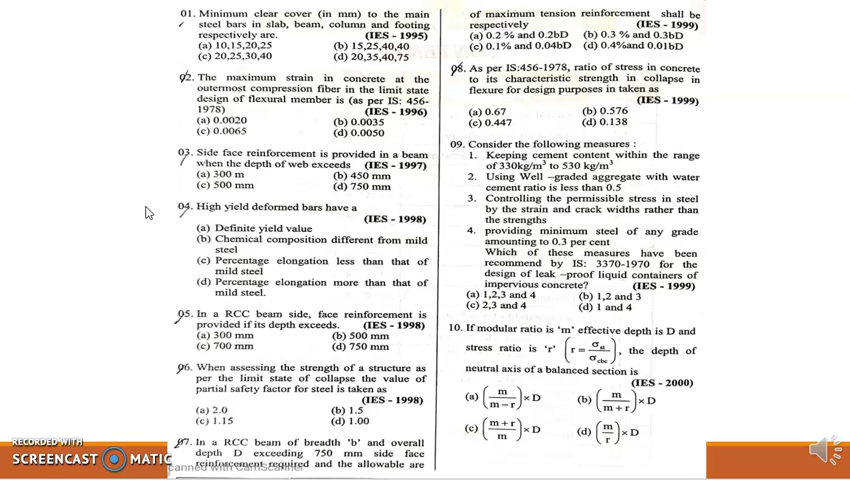 01. Minimum clear cover (in mm) to the main
steel bars in slab, beam, column and footing
respectively are. (IES - 1995)
(a) 10,15,20,25 (b) 15,25,40,40
(c) 20,25,30,40 (d) 20,35,40,75
02. The maximum strain in concrete at the
outermost compression fiber in the limit state
design of flexural member is (as per IS: 456-
1978) (IES - 1996)
(a) 0.0020 (b) 0.0035
(c) 0.0065 (d) 0.0050
03. Side face reinforcement is provided in a beam
when the depth of web exceeds (IES - 1997)
(a) 300 m (b) 450 mm
(c) 500 mm (d) 750 mm
04. High yield deformed bars have a
(IES - 1998)
(a) Definite yield value
(b) Chemical composition different from mild
steel
(c) Percentage elongation less than that of
mild steel
(d) Percentage elongation more than that of
mild steel.
05. In a RCC beam side, face reinforcement is
provided if its depth exceeds. (IES - 1998)
(a) 300 mm (b) 500 mm
(c) 700 mm (d) 750 mm
06. When assessing the strength of a structure as
per the limit state of collapse the value of
partial safety factor for steel is taken as
(IES - 1998)
(a) 2.0 (b) 1.5
(c) 1.15 (d) 1.00
07. In a RCC beam of breadth 'b' and overall
depth D exceeding 750 mm side face
reinforcement required and the allowable are
of maximum tension reinforcement shall be
respectively (IES - 1999)
(a) 0.2 % and 0.2bD (b) 0.3 % and 0.3bD
(c) 0.1% and 0.04bD (d) 0.4%and 0.01bD
08. As per IS:456-1978, ratio of stress in concrete
to its characteristic strength in collapse in
flexure for design purposes in taken as
(IES - 1999)
(a) 0.67 (b) 0.576
(c) 0.447 (d) 0.138
09. Consider the following measures :
1. Keeping cement content within the range
of 330kg/m³ to 530 kg/m³
2. Using Well –graded aggregate with water
cement ratio is less than 0.5
3. Controlling the permissible stress in steel
by the strain and crack widths rather than
the strengths
4. providing minimum steel of any grade
amounting to 0.3 per cent
Which of these measures have been
recommend by IS: 3370-1970 for the
design of leak –proof liquid containers of
impervious concrete? (IES - 1999)
(a) 1,2,3 and 4 (b) 1,2 and 3
(c) 2,3 and 4 (d) 1 and 4
10. If modular ratio is 'm' effective depth is D and
stress ratio is 'r' (r = σst / σcbc), the depth of
neutral axis of a balanced section is
(IES - 2000)
(a) (m / m − r) × D (b) (m / m + r) × D
(c) (m + r / m) × D (d) (m / r) × D
RECORDED WITH
SCREENCAST MATIC
canned with CamScanner